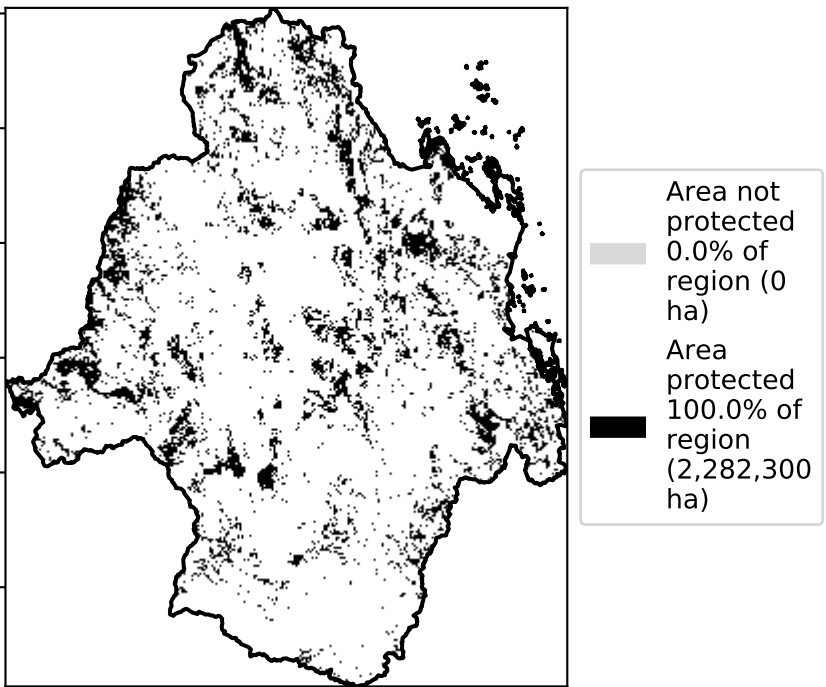 Area not
protected
0.0% of
region (0
ha)
Area
protected
100.0% of
region
(2,282,300
ha)